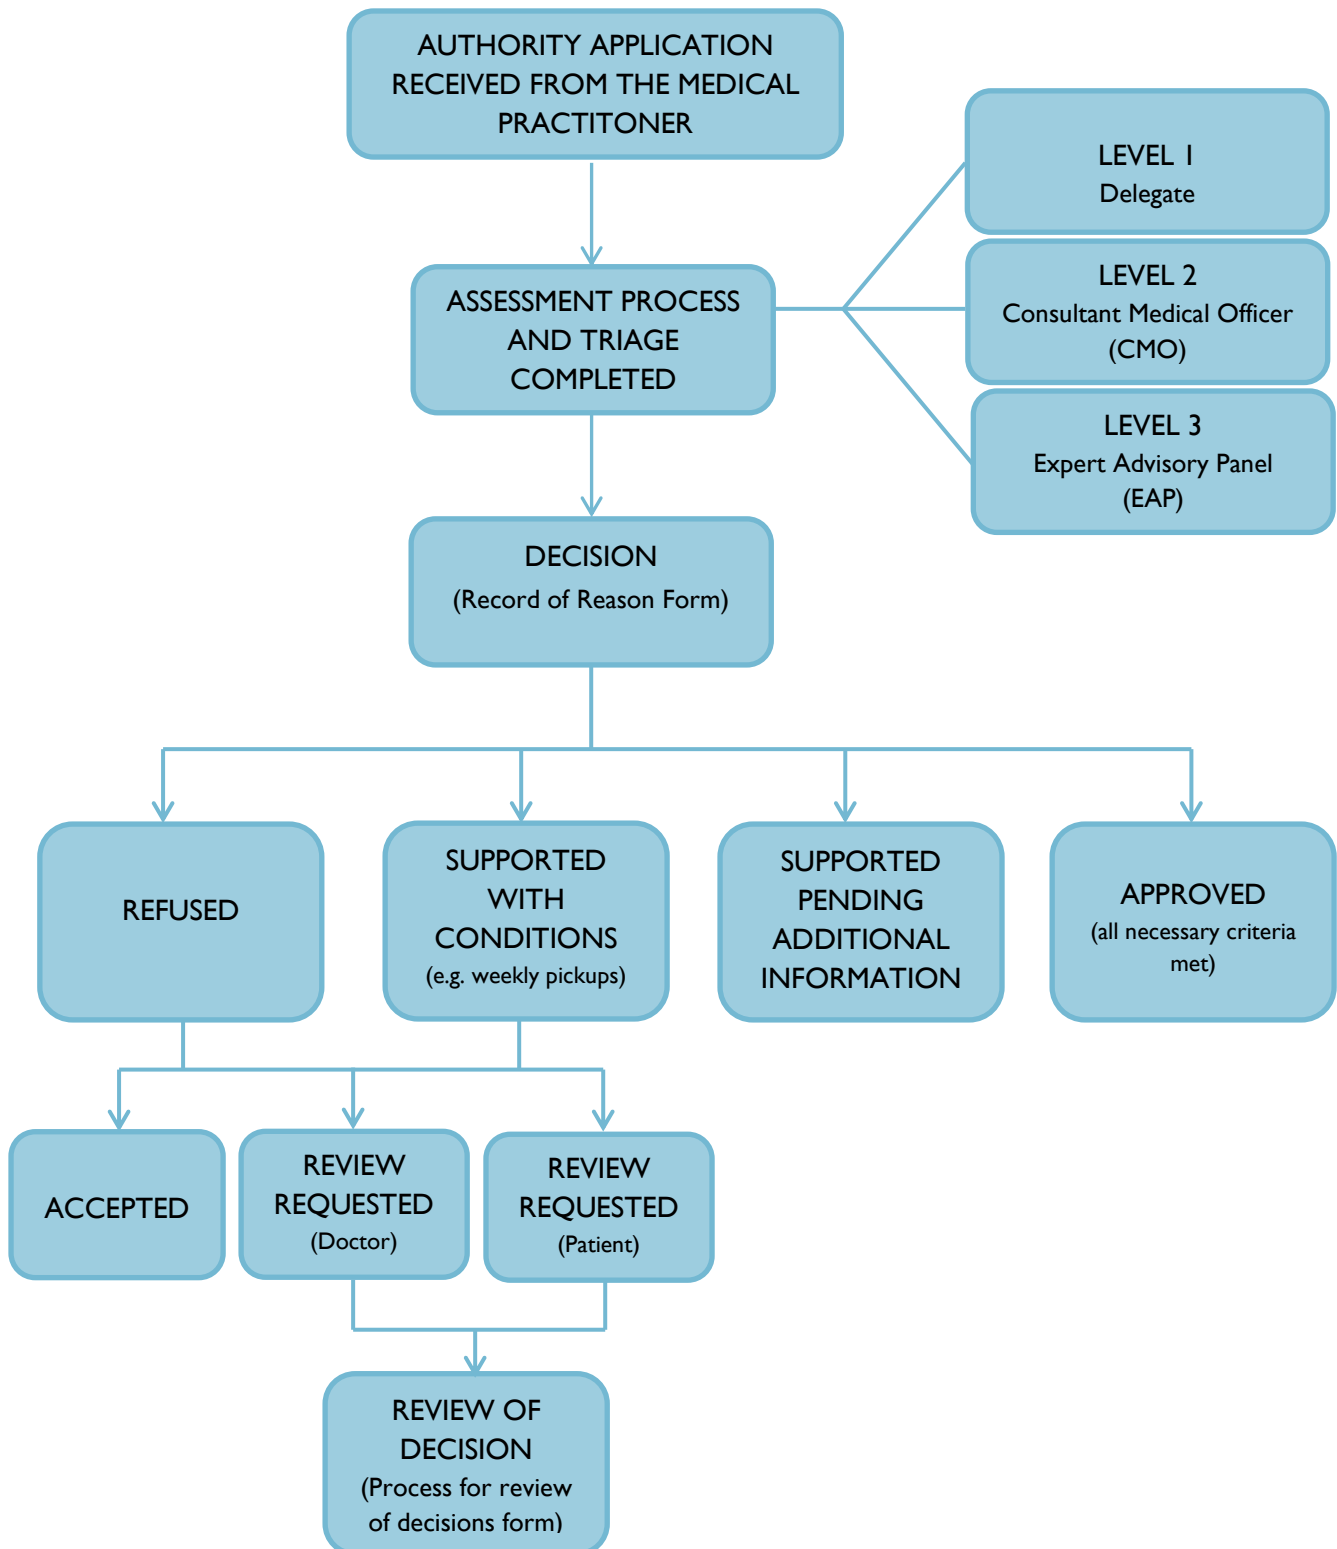 AUTHORITY APPLICATION
RECEIVED FROM THE MEDICAL
PRACTITONER
LEVEL 1
Delegate
LEVEL 2
Consultant Medical Officer
(CMO)
LEVEL 3
Expert Advisory Panel
(EAP)
ASSESSMENT PROCESS
AND TRIAGE
COMPLETED
DECISION
(Record of Reason Form)
REFUSED
SUPPORTED
WITH
CONDITIONS
(e.g. weekly pickups)
SUPPORTED
PENDING
ADDITIONAL
INFORMATION
APPROVED
(all necessary criteria
met)
ACCEPTED
REVIEW
REQUESTED
(Doctor)
REVIEW
REQUESTED
(Patient)
REVIEW OF
DECISION
(Process for review
of decisions form)